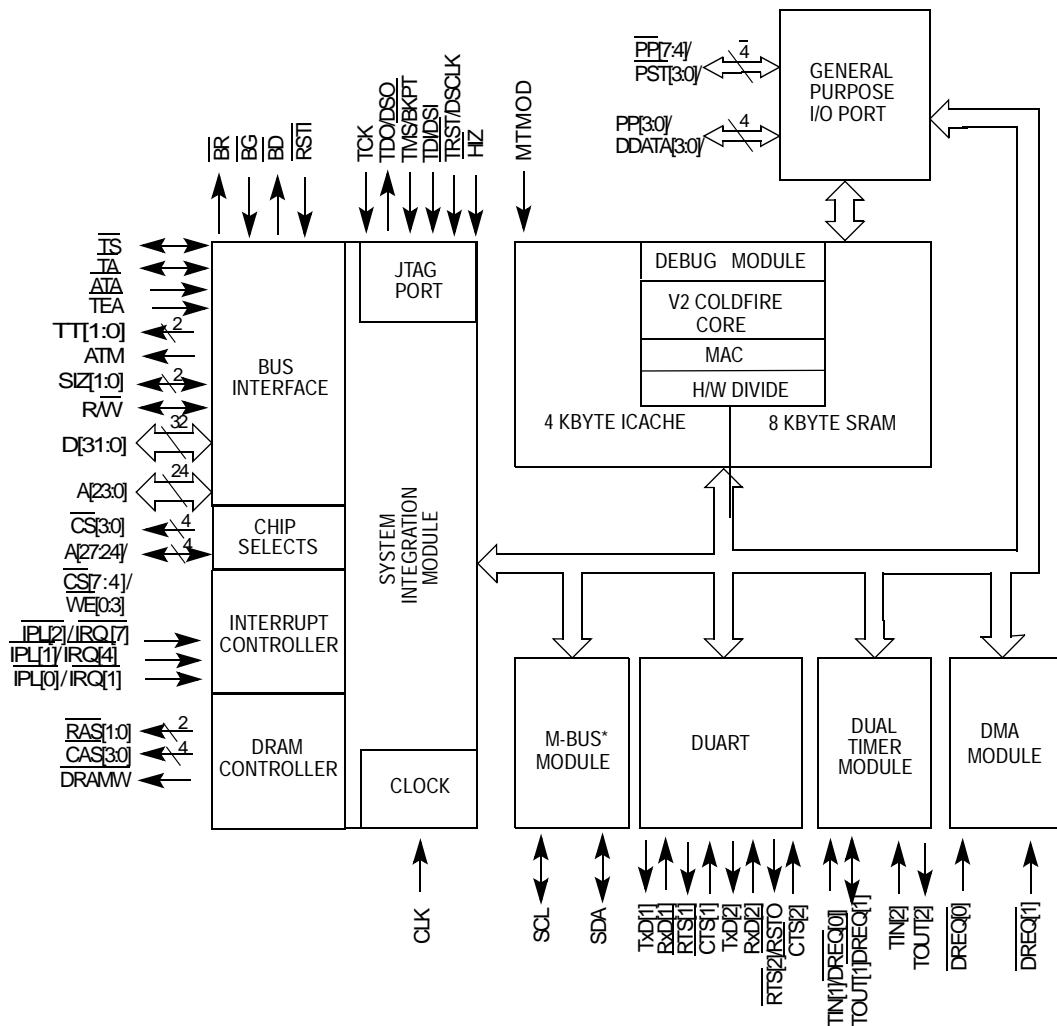 PP[7:4]/
PST[3:0]/
4
PP[3:0]/
DDATA[3:0]/
4
GENERAL
PURPOSE
I/O PORT
BR
BG
BD
RSTI
TCK
TDO/DSO
TMS/BKPT
TDI/DSI
TRST/DSCLK
HIZ
MTMOD
TS
TA
ATA
TEA
TT[1:0]
2
ATM
SIZ[1:0]
2
R/W
D[31:0]
32
A[23:0]
24
CS[3:0]
4
A[27:24]/
4
CS[7:4]/
WE[0:3]
IPL[2]/IRQ[7]
IPL[1]/IRQ[4]
IPL[0]/IRQ[1]
RAS[1:0]
2
CAS[3:0]
4
DRAMW
BUS
INTERFACE
CHIP
SELECTS
INTERRUPT
CONTROLLER
DRAM
CONTROLLER
JTAG
PORT
SYSTEM
INTEGRATION
MODULE
CLOCK
CLK
DEBUG MODULE
V2 COLDFIRE
CORE
MAC
H/W DIVIDE
4 KBYTE ICACHE
8 KBYTE SRAM
M-BUS*
MODULE
DUART
DUAL
TIMER
MODULE
DMA
MODULE
SCL
SDA
TxD[1]
RxD[1]
RTS[1]
CTS[1]
TxD[2]
RxD[2]
RTS[2]/RSTO
CTS[2]
TIN[1]/DREQ[0]
TOUT[1]DREQ[1]
TIN[2]
TOUT[2]
DREQ[0]
DREQ[1]